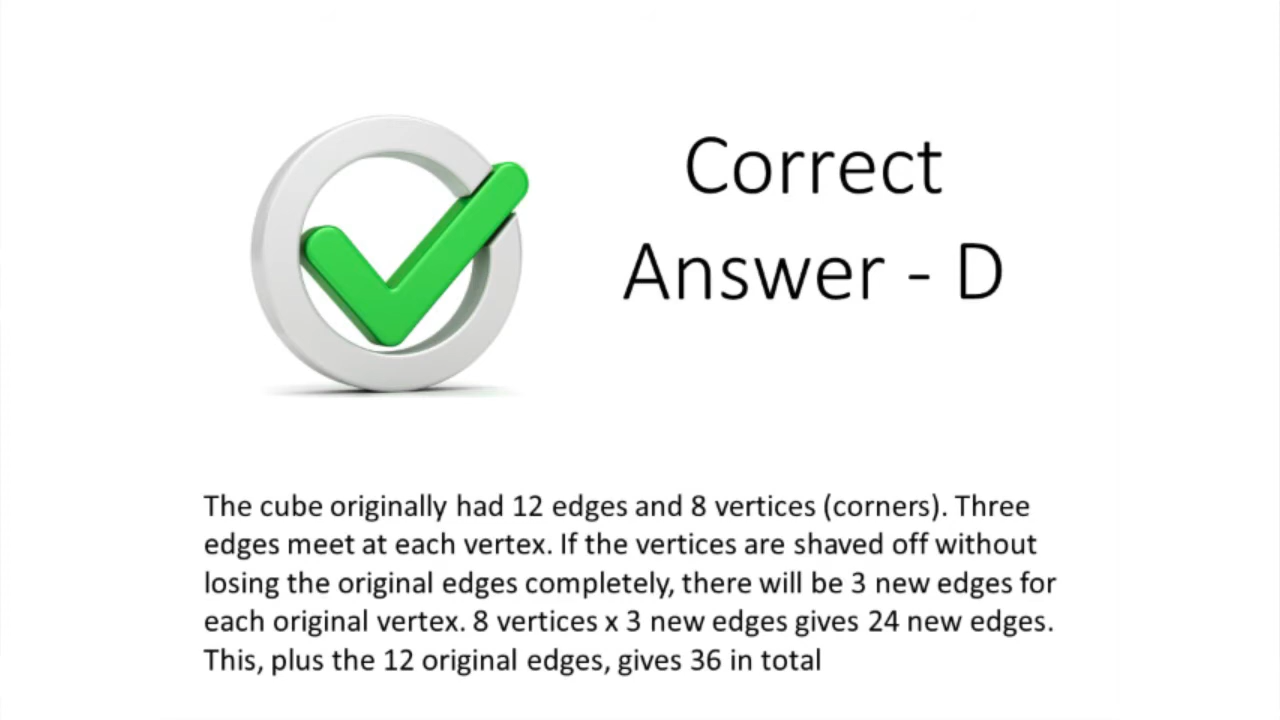 Correct
Answer - D
The cube originally had 12 edges and 8 vertices (corners). Three
edges meet at each vertex. If the vertices are shaved off without
losing the original edges completely, there will be 3 new edges for
each original vertex. 8 vertices x 3 new edges gives 24 new edges.
This, plus the 12 original edges, gives 36 in total